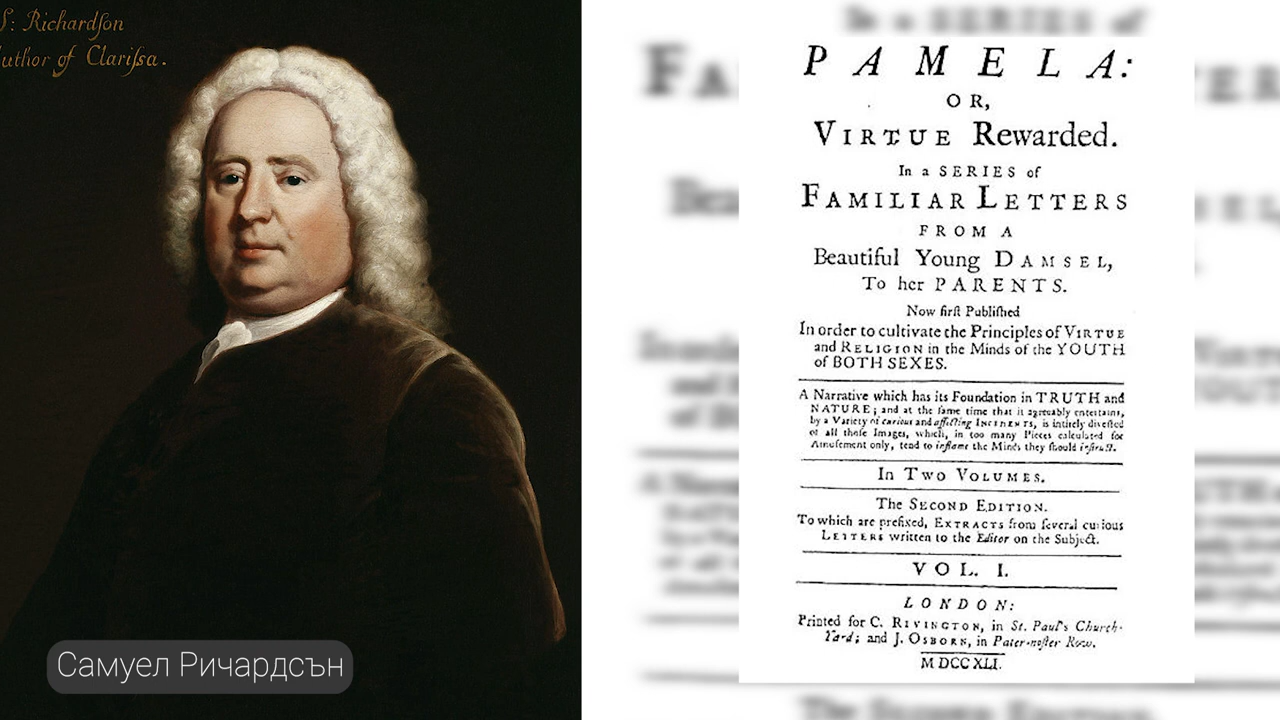 S: Richardſon
uthor of Clariſsa.
Самуел Ричардсън
PAMELA:
OR,
VIRTUE Rewarded.
In a SERIES of
FAMILIAR LETTERS
FROM A
Beautiful Young DAMSEL,
To her PARENTS.
Now firſt Publiſhed
In order to cultivate the Principles of VIRTUE
and RELIGION in the Minds of the YOUTH
of BOTH SEXES.
A Narrative which has its Foundation in TRUTH and
NATURE; and at the ſame time that it agreeably entertains,
by a Variety of curious and affecting INCIDENTS, is intirely diveſted
of all thoſe Images, which, in too many Pieces calculated for
Amuſement only, tend to inflame the Minds they ſhould inſtruct.
In TWO VOLUMES.
The SECOND EDITION.
To which are prefixed, EXTRACTS from ſeveral curious
LETTERS written to the Editor on the Subject.
VOL. I.
LONDON:
Printed for C. RIVINGTON, in St. Paul's Church-
Yard; and J. OSBORN, in Pater-noſter Row.
M DCC XLI.